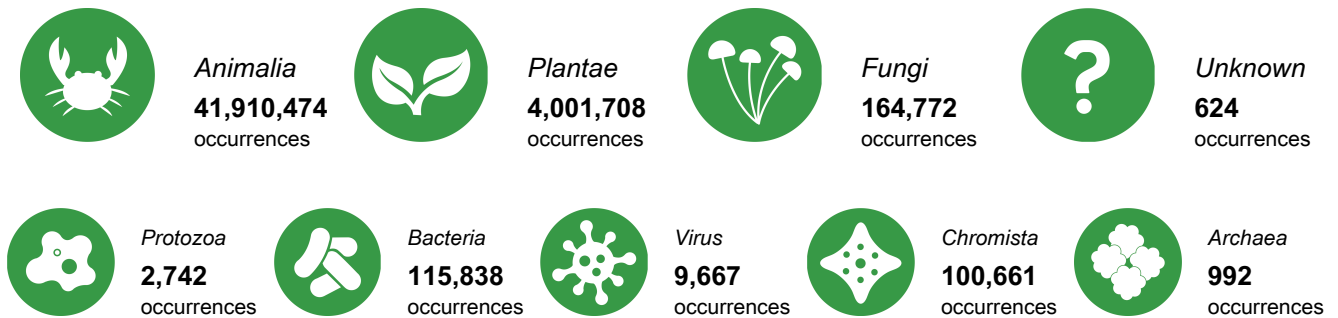 Animalia
41,910,474
occurrences
Plantae
4,001,708
occurrences
Fungi
164,772
occurrences
?
Unknown
624
occurrences
Protozoa
2,742
occurrences
Bacteria
115,838
occurrences
Virus
9,667
occurrences
Chromista
100,661
occurrences
Archaea
992
occurrences